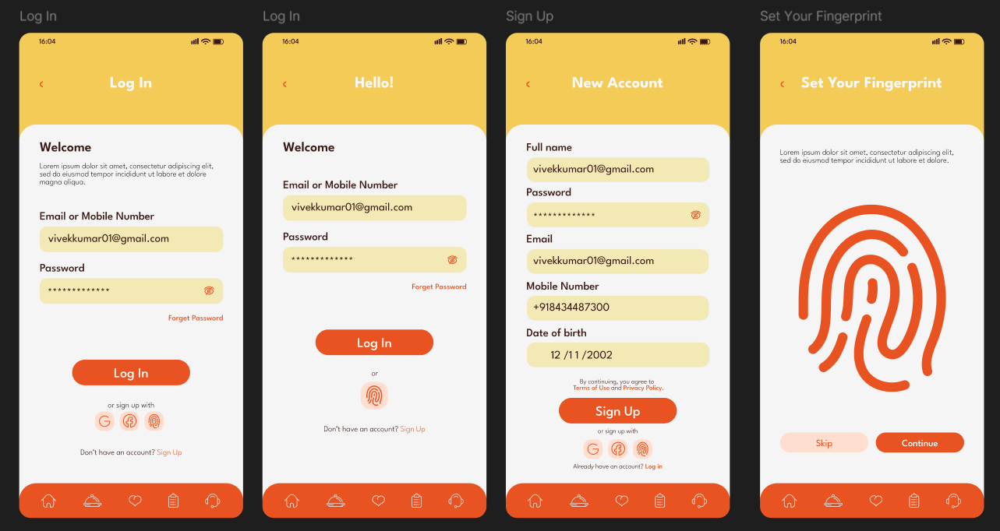 Log In
16:04
Log In
Welcome
Lorem ipsum dolor sit amet, consectetur adipiscing elit,
sed do eiusmod tempor incididunt ut labore et dolore
magna aliqua.
Email or Mobile Number
vivekkumar01@gmail.com
Password
*************
Forget Password
Log In
or sign up with
Don't have an account? Sign Up
Log In
16:04
Hello!
Welcome
Email or Mobile Number
vivekkumar01@gmail.com
Password
*************
Forget Password
Log In
or
Don't have an account? Sign Up
Sign Up
16:04
New Account
Full name
vivekkumar01@gmail.com
Password
*************
Email
vivekkumar01@gmail.com
Mobile Number
+918434487300
Date of birth
12 /11 /2002
By continuing, you agree to
Terms of Use and Privacy Policy.
Sign Up
or sign up with
Already have an account? Log in
Set Your Fingerprint
16:04
Set Your Fingerprint
Lorem ipsum dolor sit amet, consectetur adipiscing elit,
sed do eiusmod tempor incididunt ut labore et dolore.
Skip
Continue